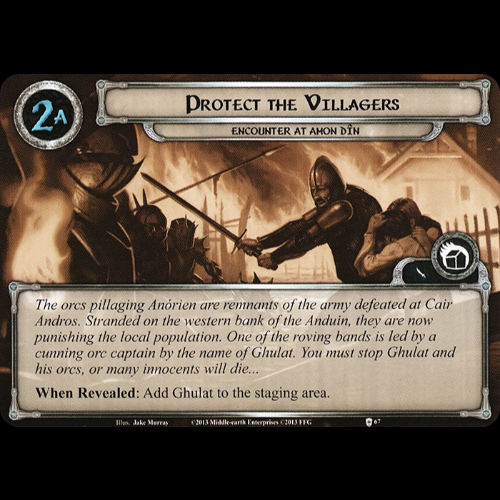 2A
PROTECT THE VILLAGERS
ENCOUNTER AT AMON DÎN
The orcs pillaging Anórien are remnants of the army defeated at Cair
Andros. Stranded on the western bank of the Anduin, they are now
punishing the local population. One of the roving bands is led by a
cunning orc captain by the name of Ghulat. You must stop Ghulat and
his orcs, or many innocents will die...
When Revealed: Add Ghulat to the staging area.
Illus. Jake Murray ©2013 Middle-earth Enterprises ©2013 FFG 67